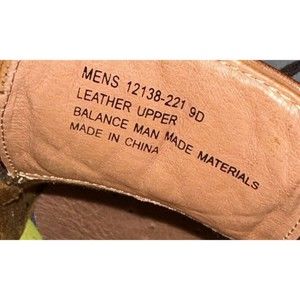 MENS 12138-221 9D
LEATHER UPPER
BALANCE MAN MADE MATERIALS
MADE IN CHINA